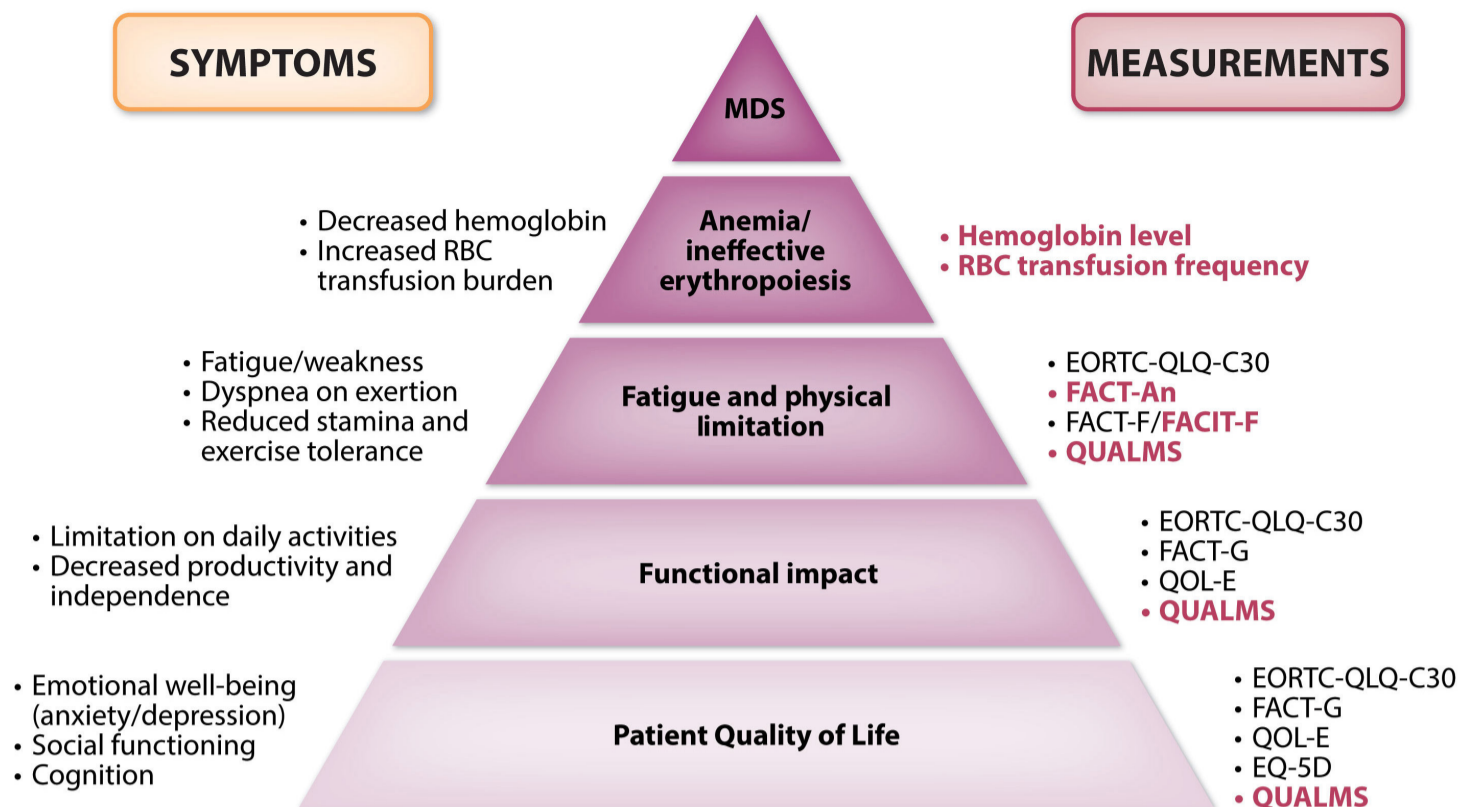 SYMPTOMS
MEASUREMENTS
MDS
• Decreased hemoglobin
• Increased RBC
transfusion burden
Anemia/
ineffective
erythropoiesis
• Hemoglobin level
• RBC transfusion frequency
• Fatigue/weakness
• Dyspnea on exertion
• Reduced stamina and
exercise tolerance
Fatigue and physical
limitation
• EORTC-QLQ-C30
• FACT-An
• FACT-F/FACIT-F
• QUALMS
• Limitation on daily activities
• Decreased productivity and
independence
Functional impact
• EORTC-QLQ-C30
• FACT-G
• QOL-E
• QUALMS
• Emotional well-being
(anxiety/depression)
• Social functioning
• Cognition
Patient Quality of Life
• EORTC-QLQ-C30
• FACT-G
• QOL-E
• EQ-5D
• QUALMS